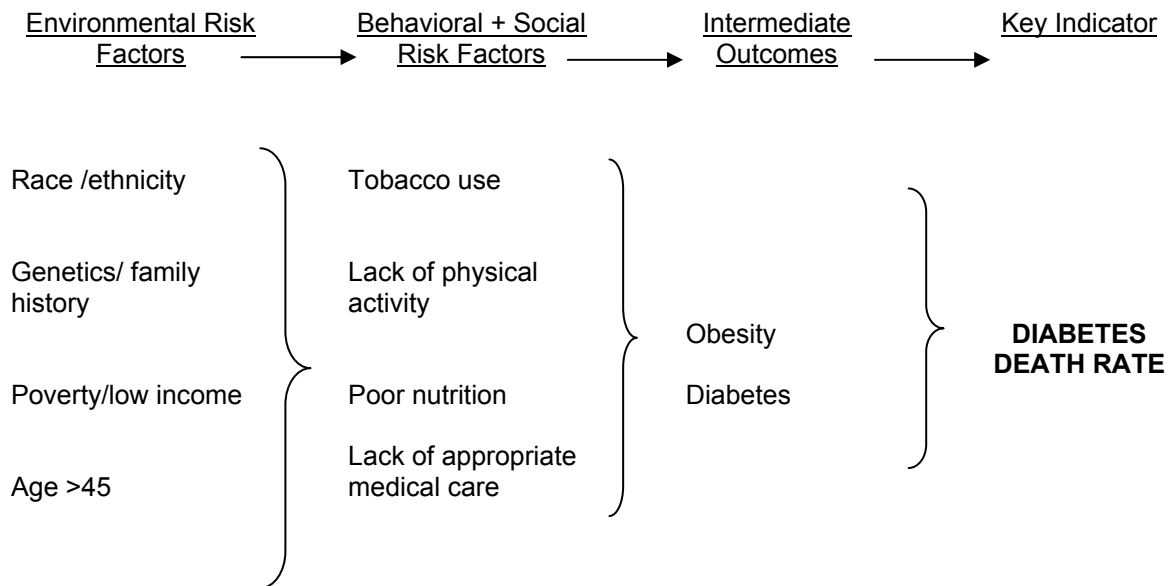 Environmental Risk
Factors
Behavioral + Social
Risk Factors
Intermediate
Outcomes
Key Indicator
Race /ethnicity
Genetics/ family
history
Poverty/low income
Age >45
Tobacco use
Lack of physical
activity
Poor nutrition
Lack of appropriate
medical care
Obesity
Diabetes
DIABETES
DEATH RATE